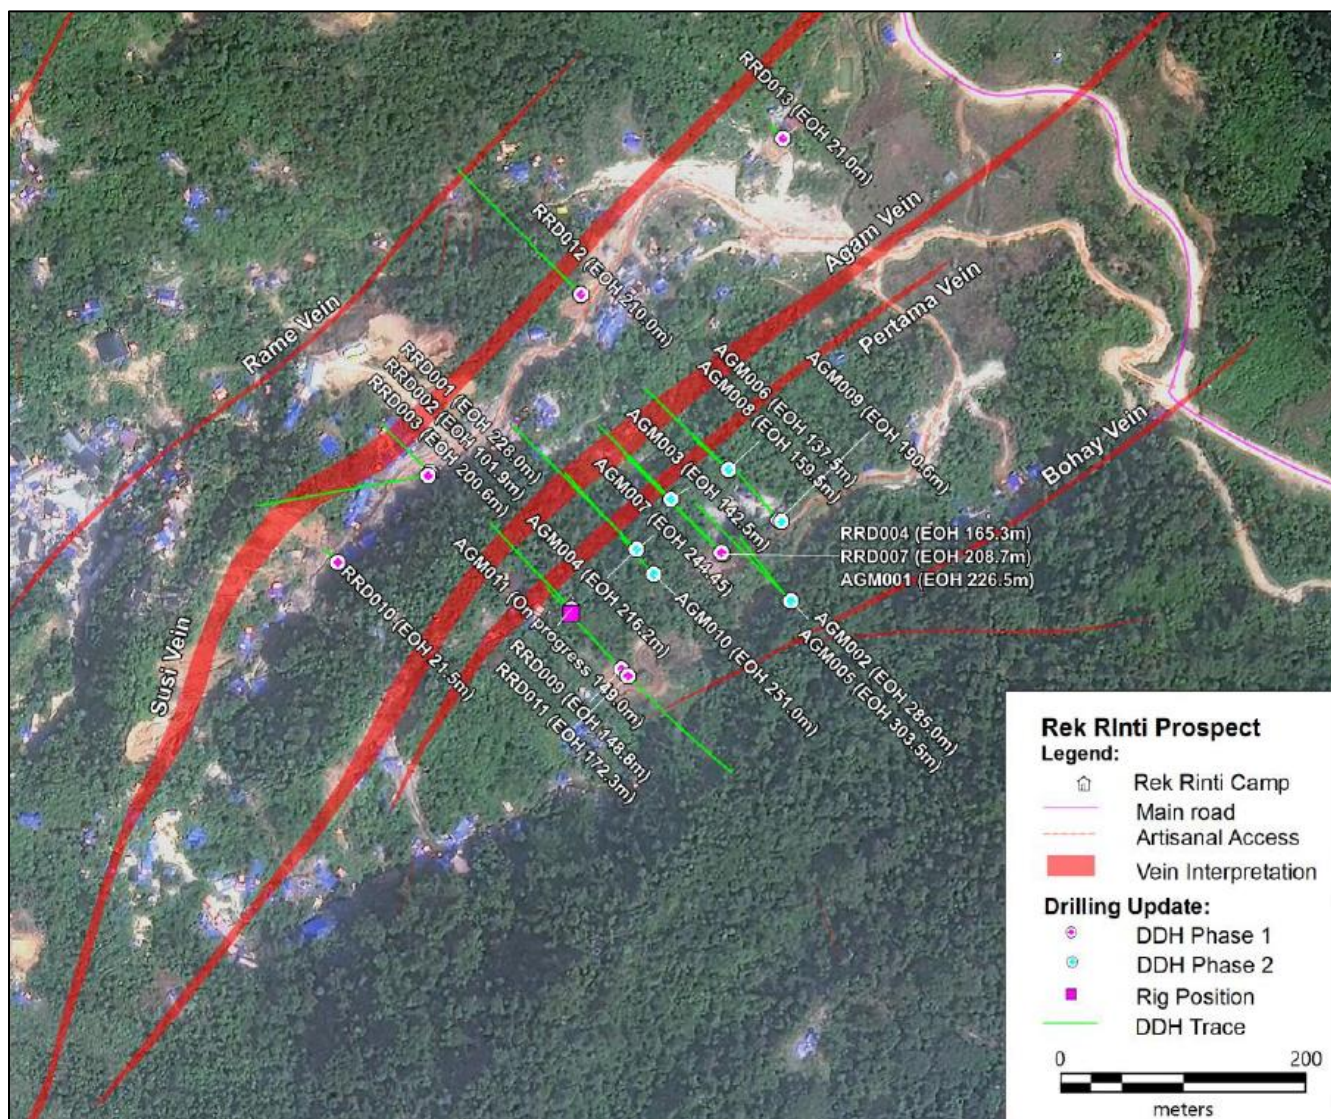 RRD013 (EOH 21.0m)
RRD012 (EOH 210.0m)
Agam Vein
Pertama Vein
Rame Vein
RRD001 (EOH 228.0m)
RRD002 (EOH 101.9m)
RRD003 (EOH 200.6m)
AGM006 (EOH 137.5m)
AGM008 (EOH 159.5m)
AGM009 (EOH 190.6m)
AGM003 (EOH 142.5m)
AGM007 (EOH 244.45)
Bohay Vein
RRD004 (EOH 165.3m)
RRD007 (EOH 208.7m)
AGM001 (EOH 226.5m)
AGM004 (EOH 216.2m)
AGM011 (On progress 149.0m)
RRD010 (EOH 21.5m)
Susi Vein
AGM010 (EOH 251.0m)
AGM002 (EOH 285.0m)
AGM005 (EOH 303.5m)
RRD009 (EOH 148.8m)
RRD011 (EOH 172.3m)
Rek RInti Prospect
Legend:
Rek Rinti Camp
Main road
Artisanal Access
Vein Interpretation
Drilling Update:
DDH Phase 1
DDH Phase 2
Rig Position
DDH Trace
0 200
meters